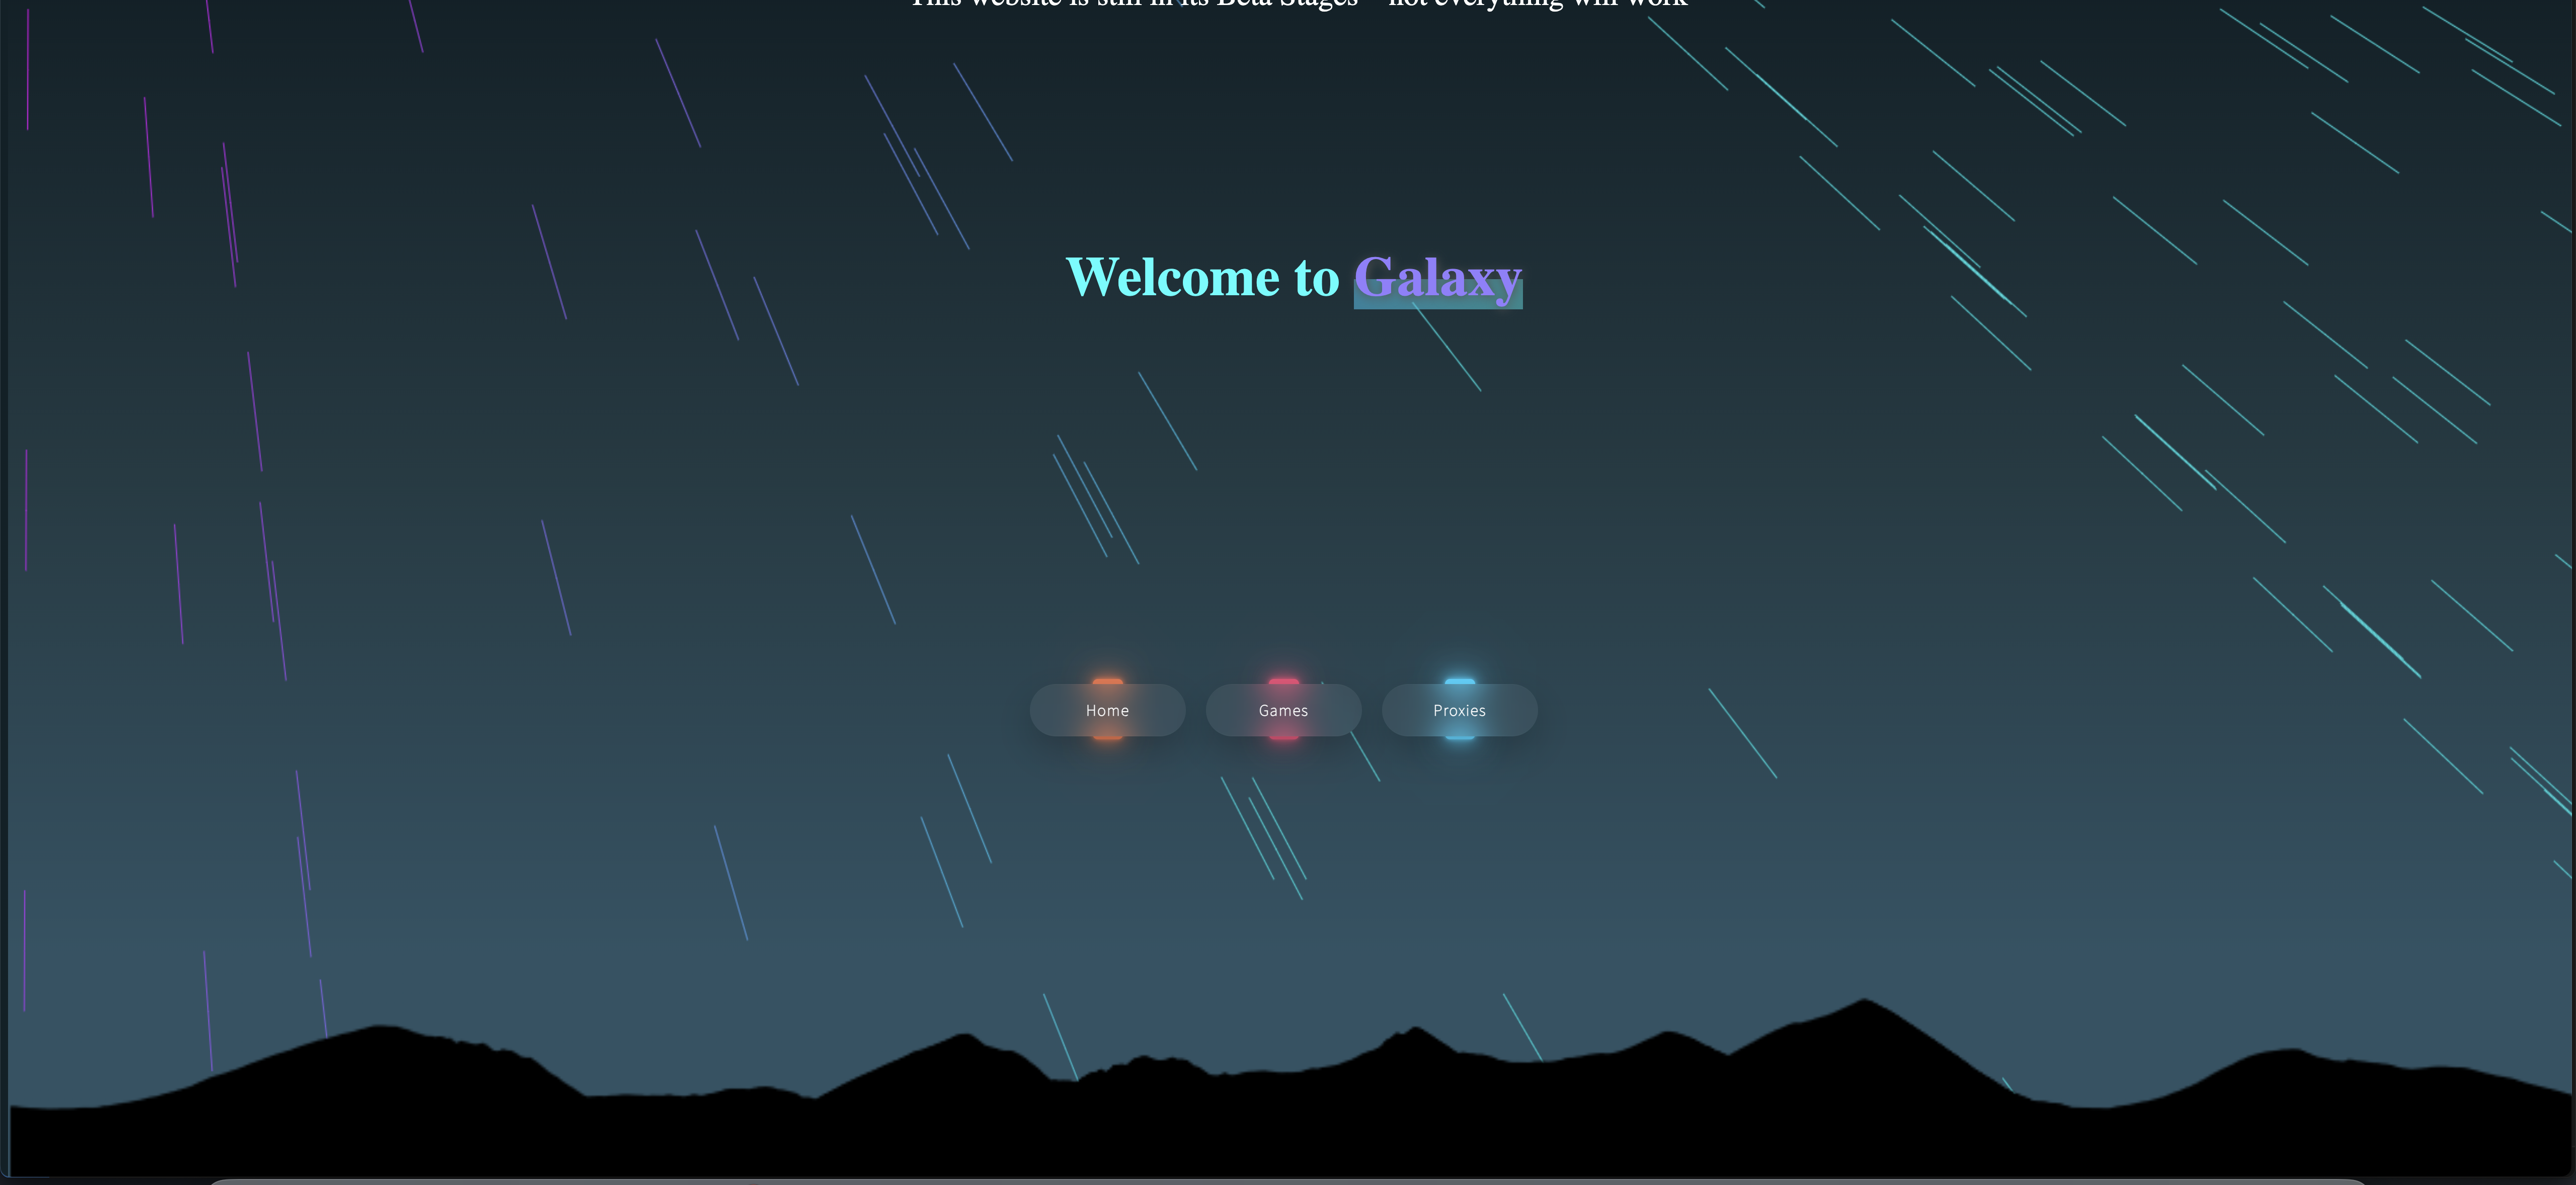 This website is still in its Beta Stages - not everything will work
Welcome to Galaxy
Home
Games
Proxies